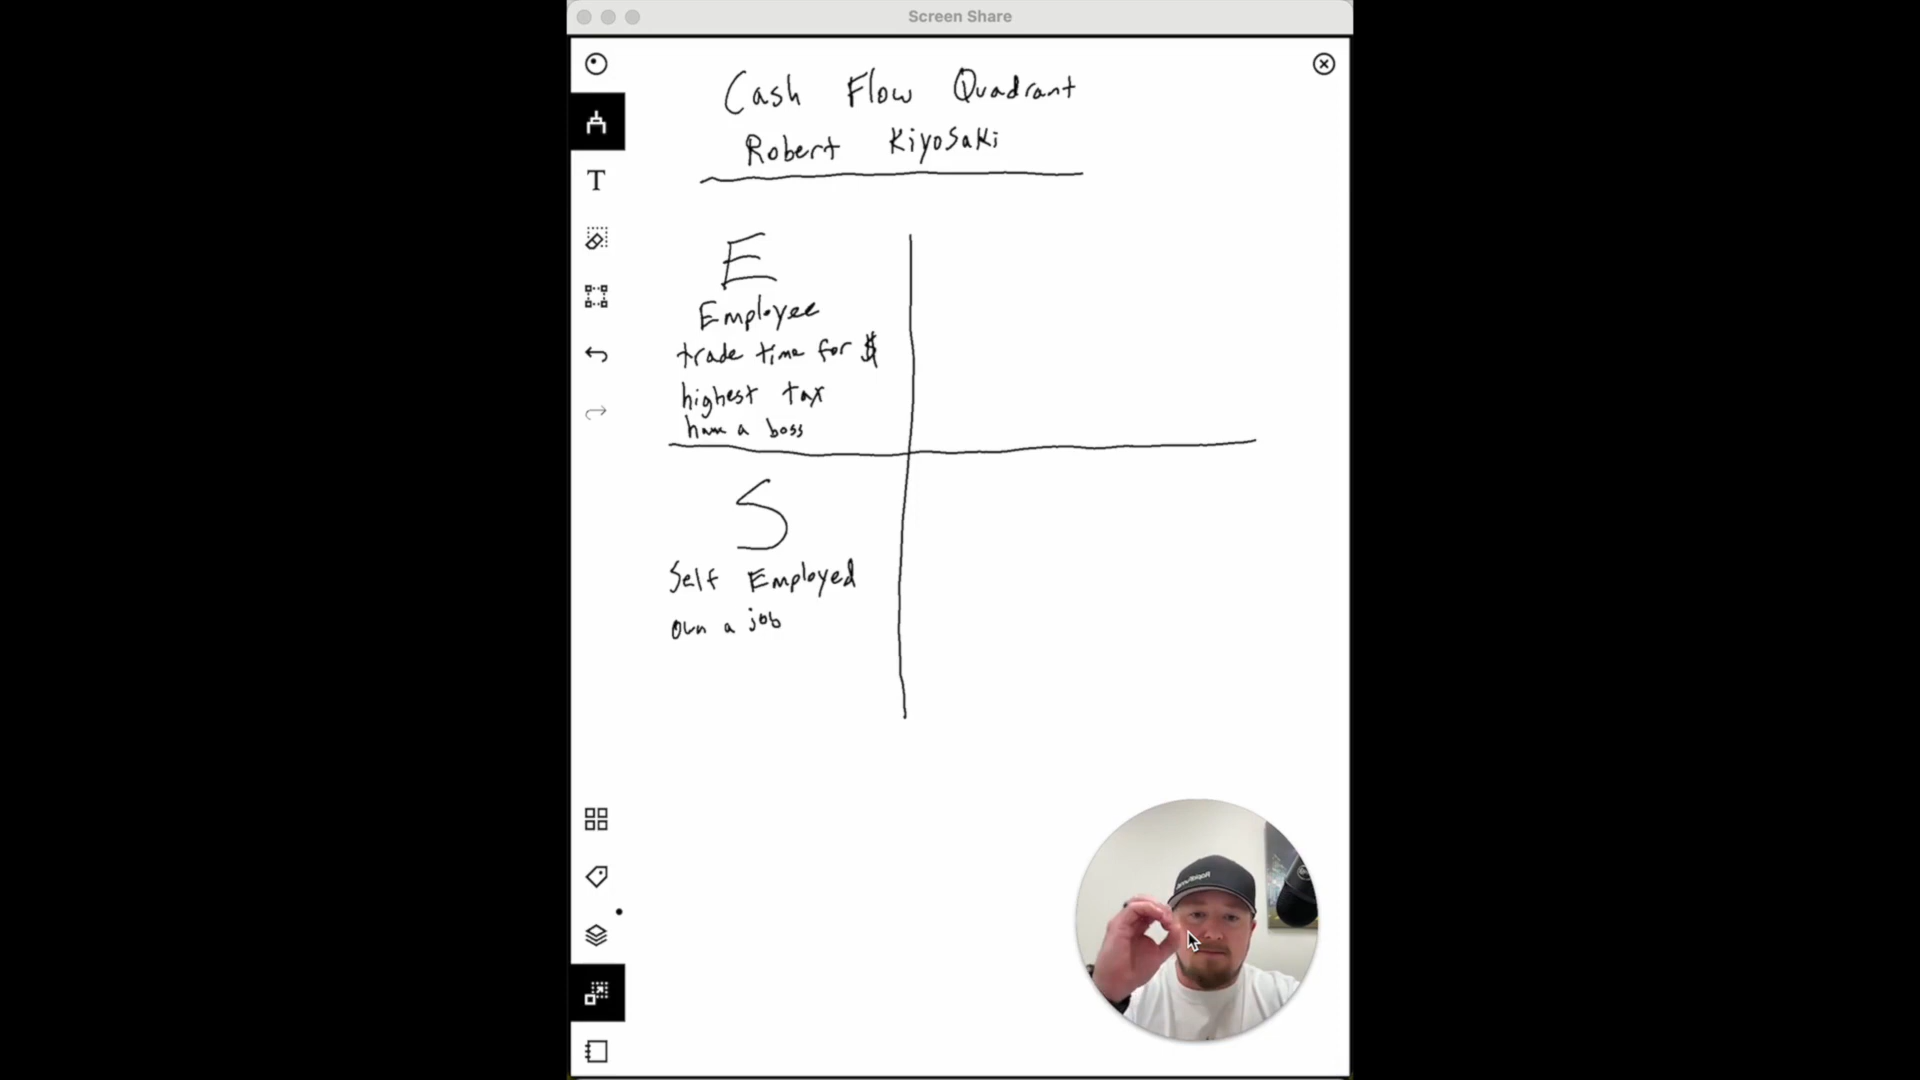 Screen Share
Cash Flow Quadrant
Robert Kiyosaki
E
Employee
trade time for $
highest tax
have a boss
S
Self Employed
own a job
T